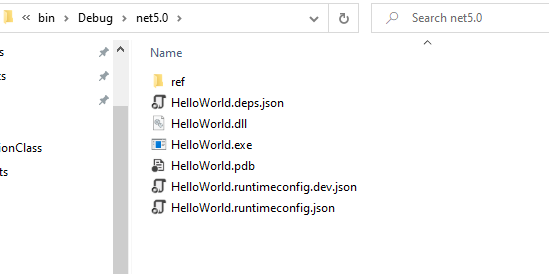 « bin > Debug > net5.0
Search net5.0
Name
s
ref
ts
HelloWorld.deps.json
HelloWorld.dll
ionClass
HelloWorld.exe
ts
HelloWorld.pdb
HelloWorld.runtimeconfig.dev.json
HelloWorld.runtimeconfig.json